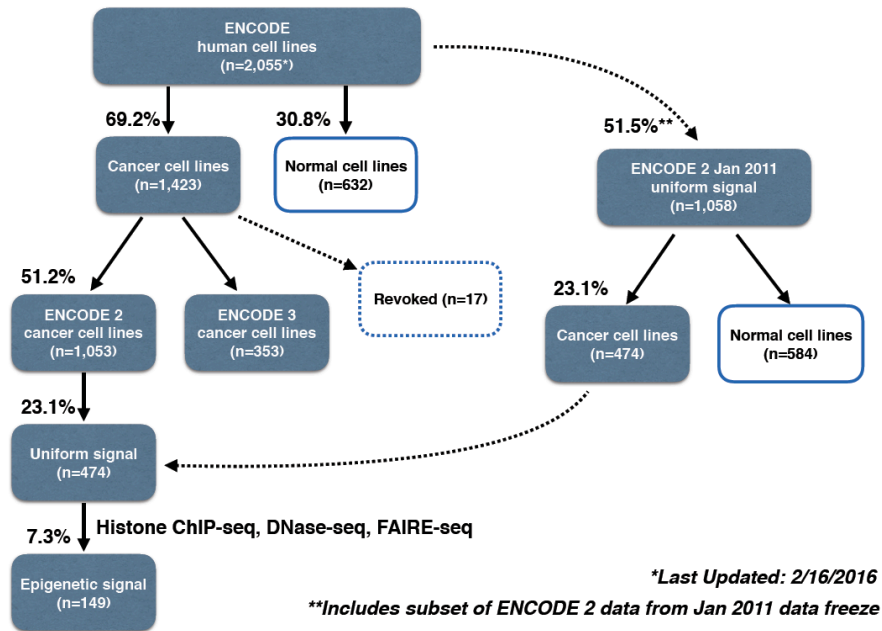 ENCODE
human cell lines
(n=2,055*)
69.2%
30.8%
51.5%**
Cancer cell lines
(n=1,423)
Normal cell lines
(n=632)
ENCODE 2 Jan 2011
uniform signal
(n=1,058)
51.2%
Revoked (n=17)
23.1%
ENCODE 2
cancer cell lines
(n=1,053)
ENCODE 3
cancer cell lines
(n=353)
Cancer cell lines
(n=474)
Normal cell lines
(n=584)
23.1%
Uniform signal
(n=474)
Histone ChIP-seq, DNase-seq, FAIRE-seq
7.3%
Epigenetic signal
(n=149)
*Last Updated: 2/16/2016
**Includes subset of ENCODE 2 data from Jan 2011 data freeze